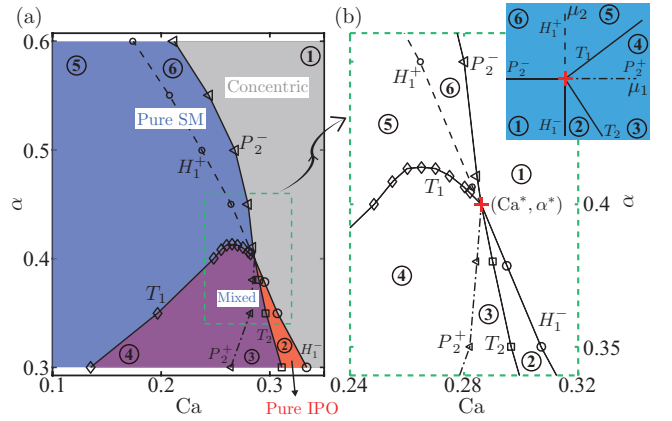 (a)
0.6
⑤
⑥
①
H₁⁺
Concentric
Pure SM
P₂⁻
0.5
H₁⁺
α
0.4
T₁
Mixed
④
P₂⁺
③
T₂
②
H₁⁻
0.3
0.1
0.2
0.3
Ca
Pure IPO
(b)
H₁⁺
P₂⁻
⑥
⑤
T₁
①
(Ca*, α*)
0.4
α
④
③
P₂⁺
T₂
H₁⁻
②
0.35
0.24
0.28
0.32
Ca
⑥
μ₂
⑤
H₁⁺
T₁
④
P₂⁻
P₂⁺
μ₁
①
H₁⁻
②
T₂
③